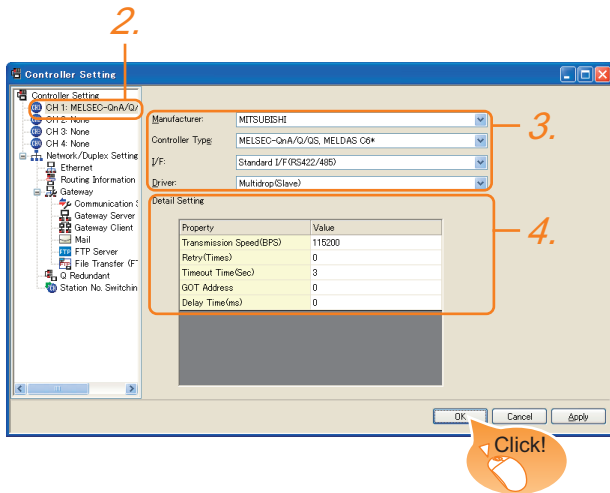 2.
Controller Setting
Controller Setting
CH 1: MELSEC-QnA/Q/
CH 2: None
CH 3: None
CH 4: None
Network/Duplex Setting
Ethernet
Routing Information
Gateway
Communication S
Gateway Server
Gateway Client
Mail
FTP Server
File Transfer (FT
Q Redundant
Station No. Switchin
Manufacturer: MITSUBISHI
Controller Type: MELSEC-QnA/Q/QS, MELDAS C6*
I/F: Standard I/F(RS422/485)
Driver: Multidrop(Slave)
3.
Detail Setting
Property Value
Transmission Speed(BPS) 115200
Retry(Times) 0
Timeout Time(Sec) 3
GOT Address 0
Delay Time(ms) 0
4.
OK Cancel Apply
Click!